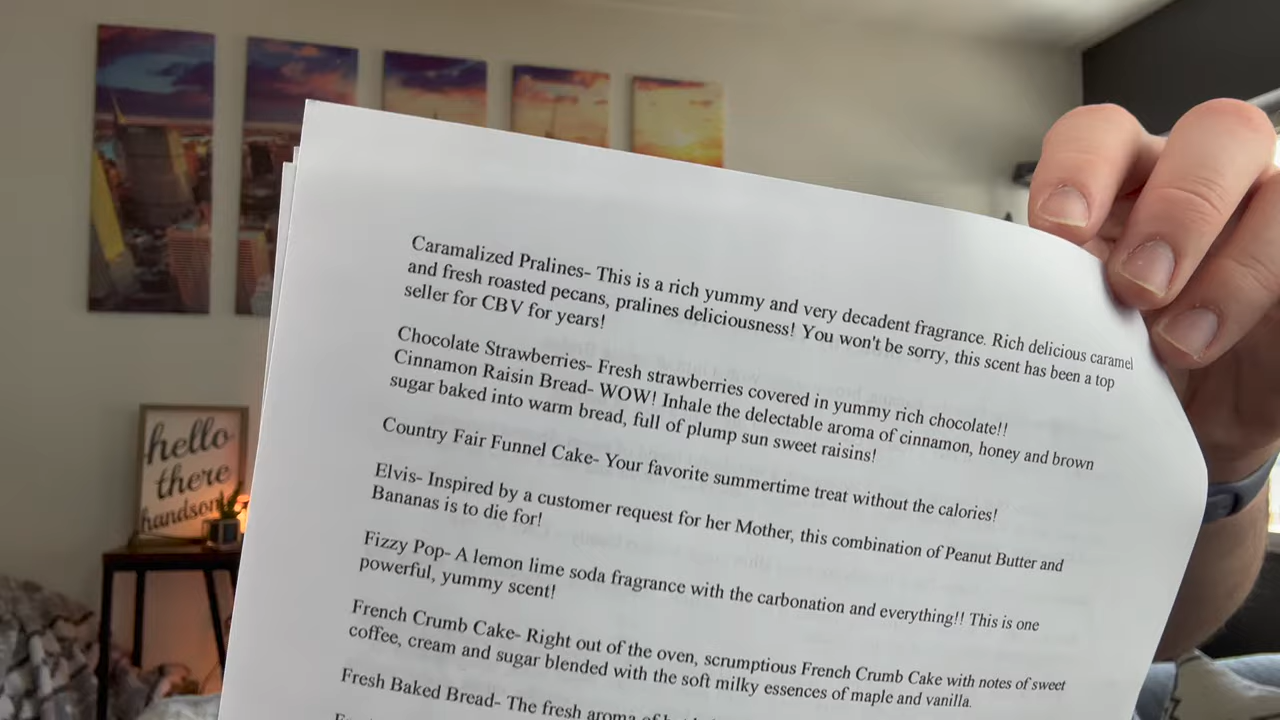 Caramalized Pralines- This is a rich yummy and very decadent fragrance. Rich delicious caramel
and fresh roasted pecans, pralines deliciousness! You won't be sorry, this scent has been a top
seller for CBV for years!
Chocolate Strawberries- Fresh strawberries covered in yummy rich chocolate!!
Cinnamon Raisin Bread- WOW! Inhale the delectable aroma of cinnamon, honey and brown
sugar baked into warm bread, full of plump sun sweet raisins!
Country Fair Funnel Cake- Your favorite summertime treat without the calories!
Elvis- Inspired by a customer request for her Mother, this combination of Peanut Butter and
Bananas is to die for!
Fizzy Pop- A lemon lime soda fragrance with the carbonation and everything!! This is one
powerful, yummy scent!
French Crumb Cake- Right out of the oven, scrumptious French Crumb Cake with notes of sweet
coffee, cream and sugar blended with the soft milky essences of maple and vanilla.
Fresh Baked Bread- The fresh aroma of
hello
there
handsome